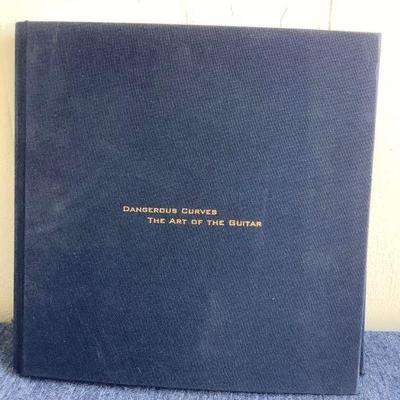 Dangerous Curves
The Art of the Guitar